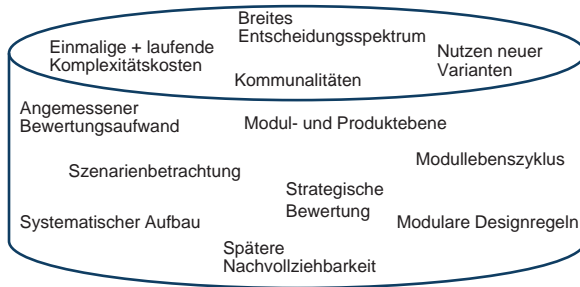 Breites
Entscheidungsspektrum
Einmalige + laufende
Komplexitätskosten
Nutzen neuer
Varianten
Kommunalitäten
Angemessener
Bewertungsaufwand
Modul- und Produktebene
Modullebenszyklus
Szenarienbetrachtung
Strategische
Bewertung
Systematischer Aufbau
Modulare Designregeln
Spätere
Nachvollziehbarkeit